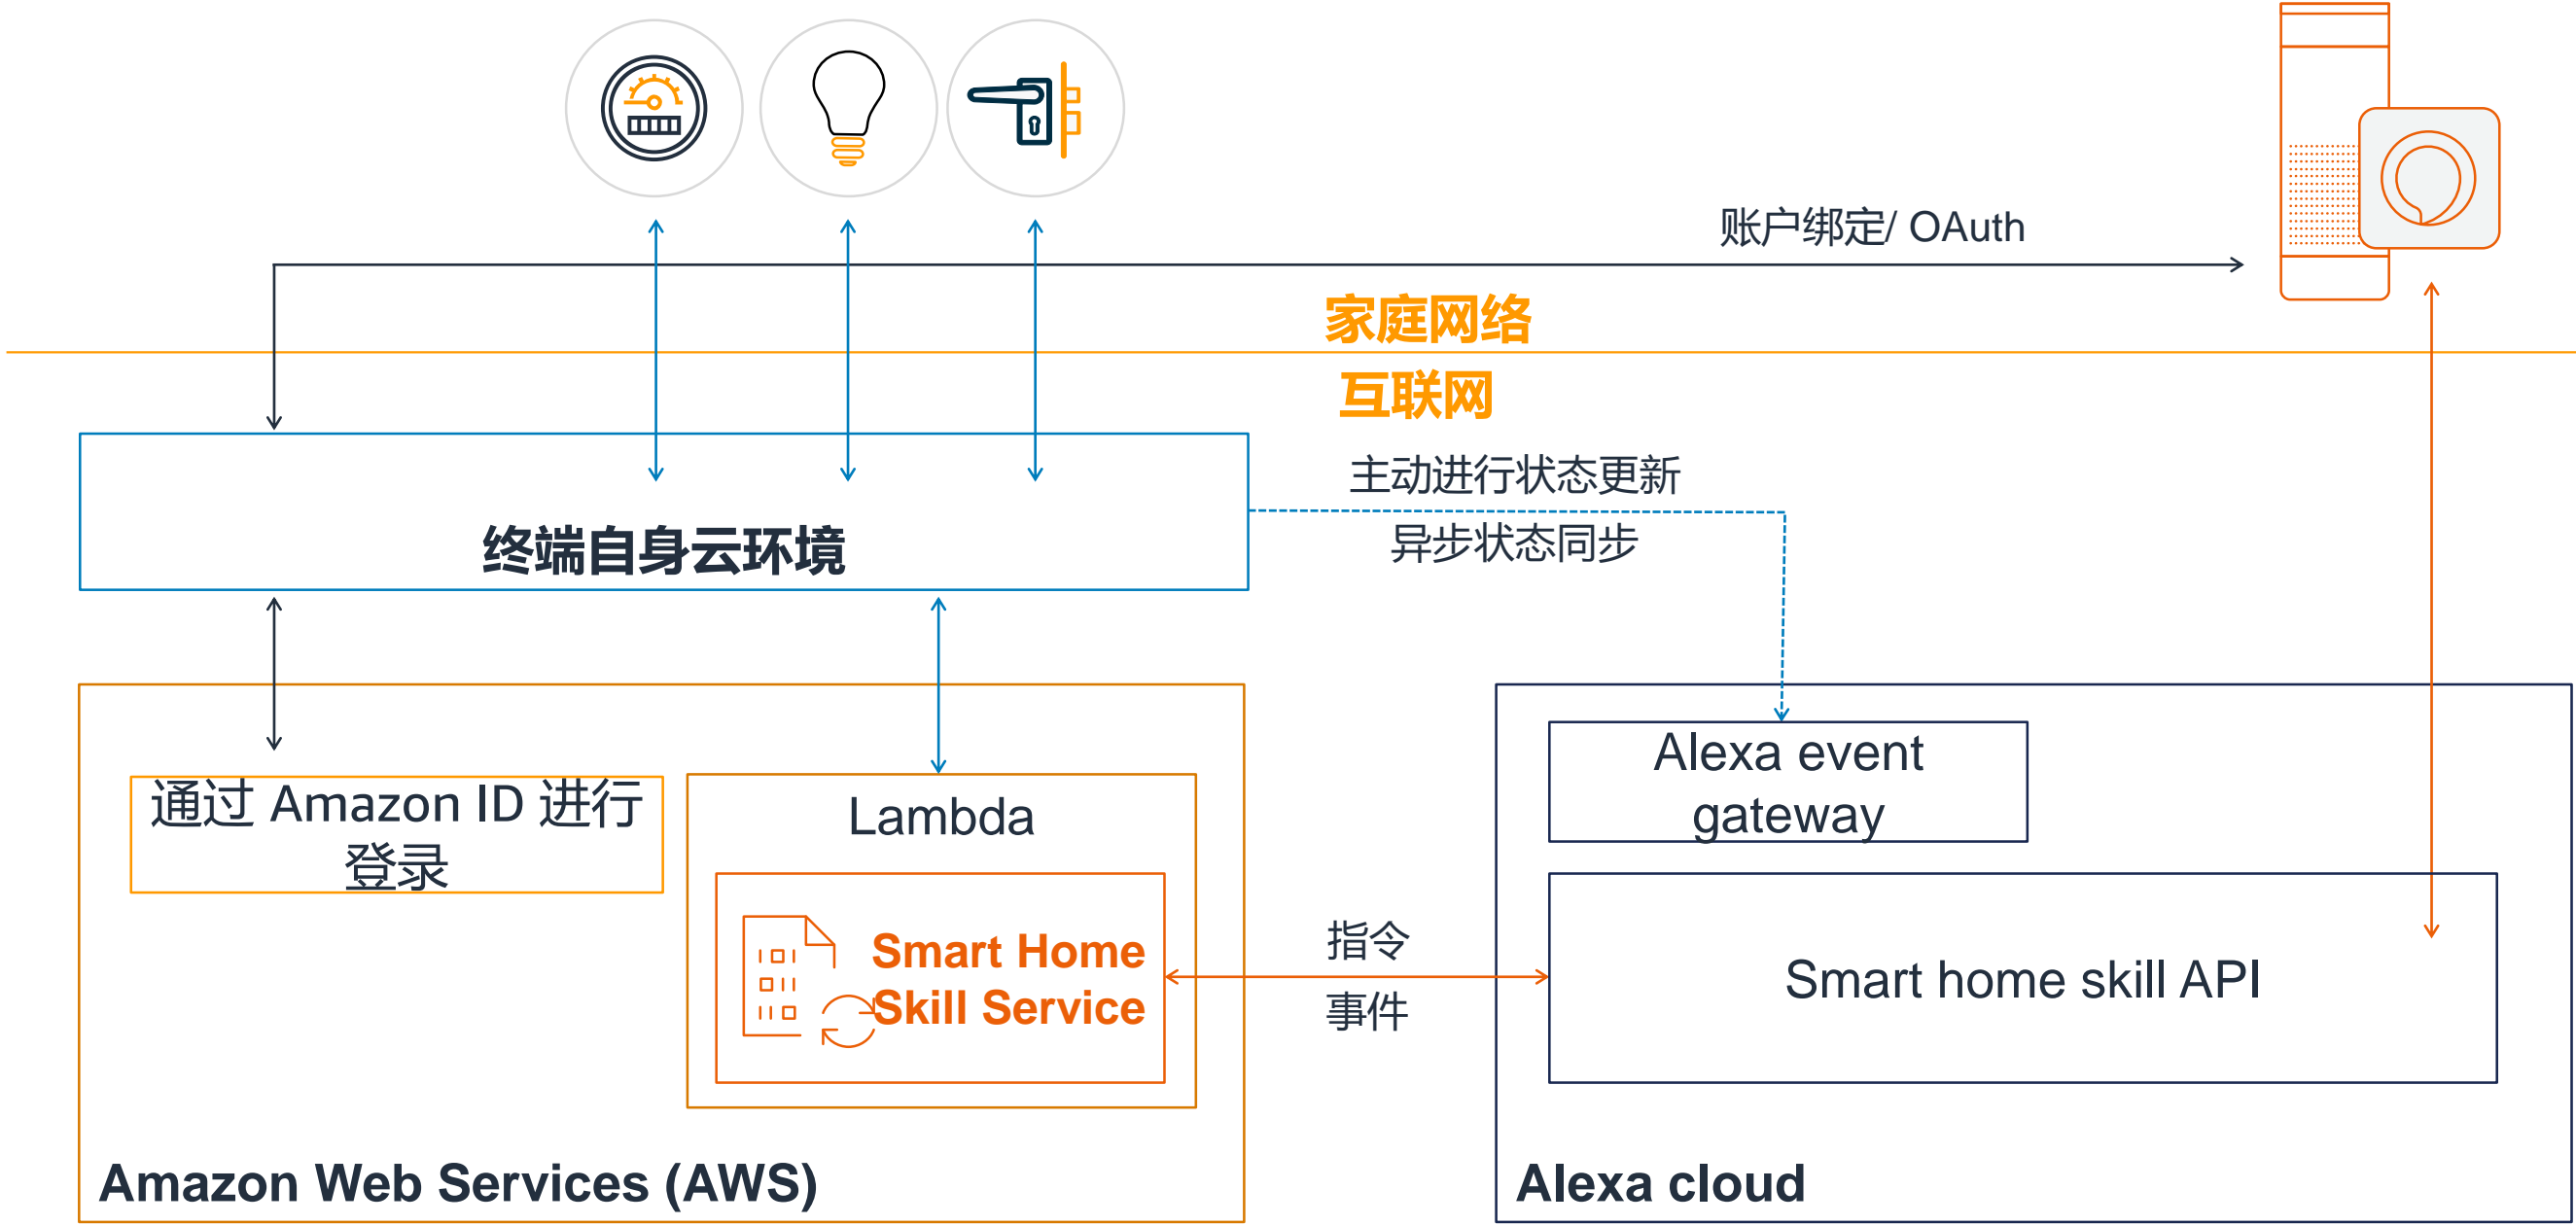 账户绑定/ OAuth
家庭网络
互联网
主动进行状态更新
异步状态同步
终端自身云环境
通过 Amazon ID 进行
登录
Lambda
Smart Home
Skill Service
指令
事件
Alexa event
gateway
Smart home skill API
Amazon Web Services (AWS)
Alexa cloud